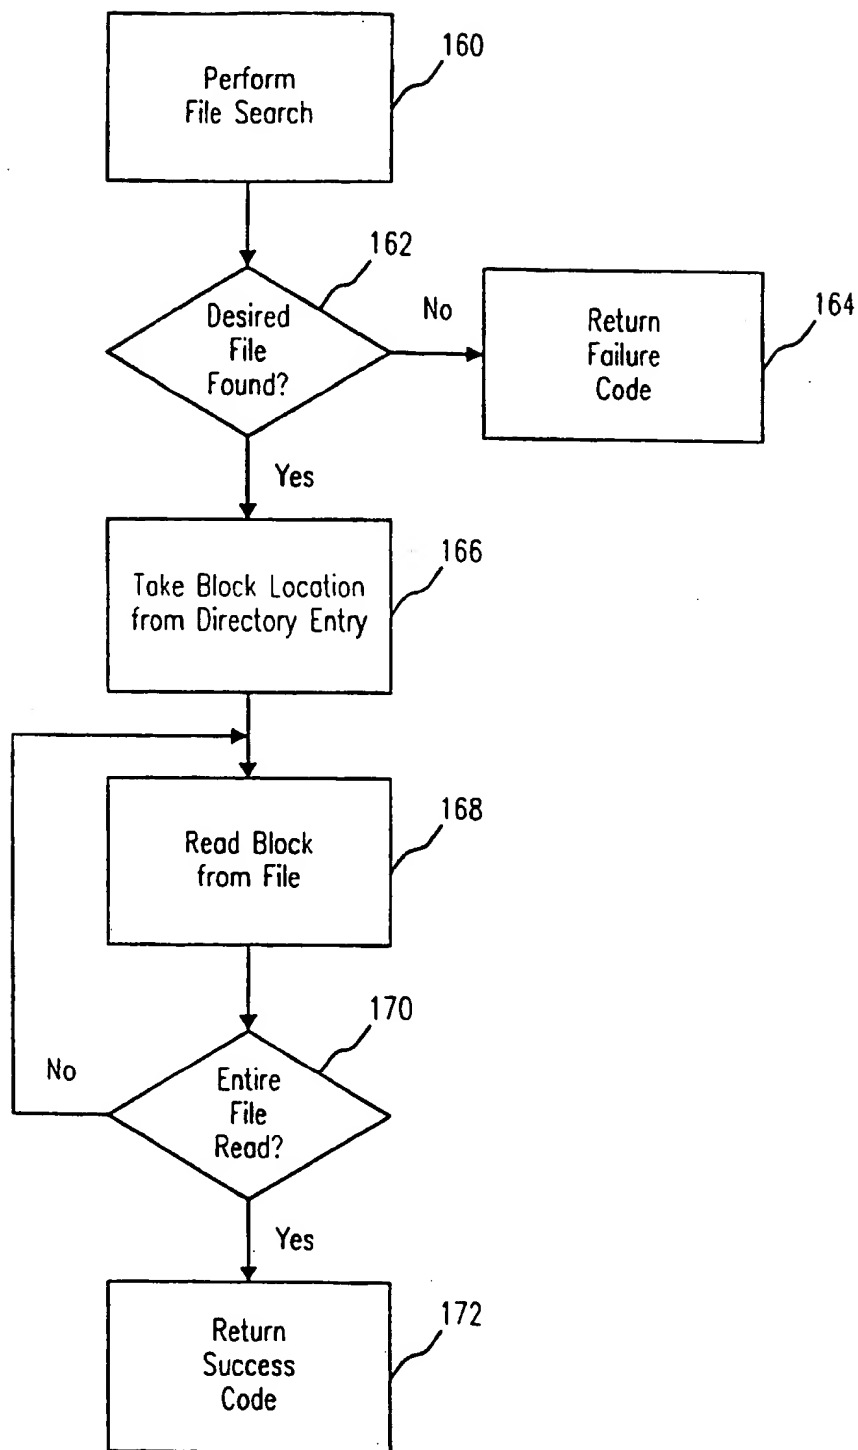 160
Perform
File Search
162
Desired
File
Found?
No
164
Return
Failure
Code
Yes
166
Take Block Location
from Directory Entry
168
Read Block
from File
170
No
Entire
File
Read?
Yes
172
Return
Success
Code